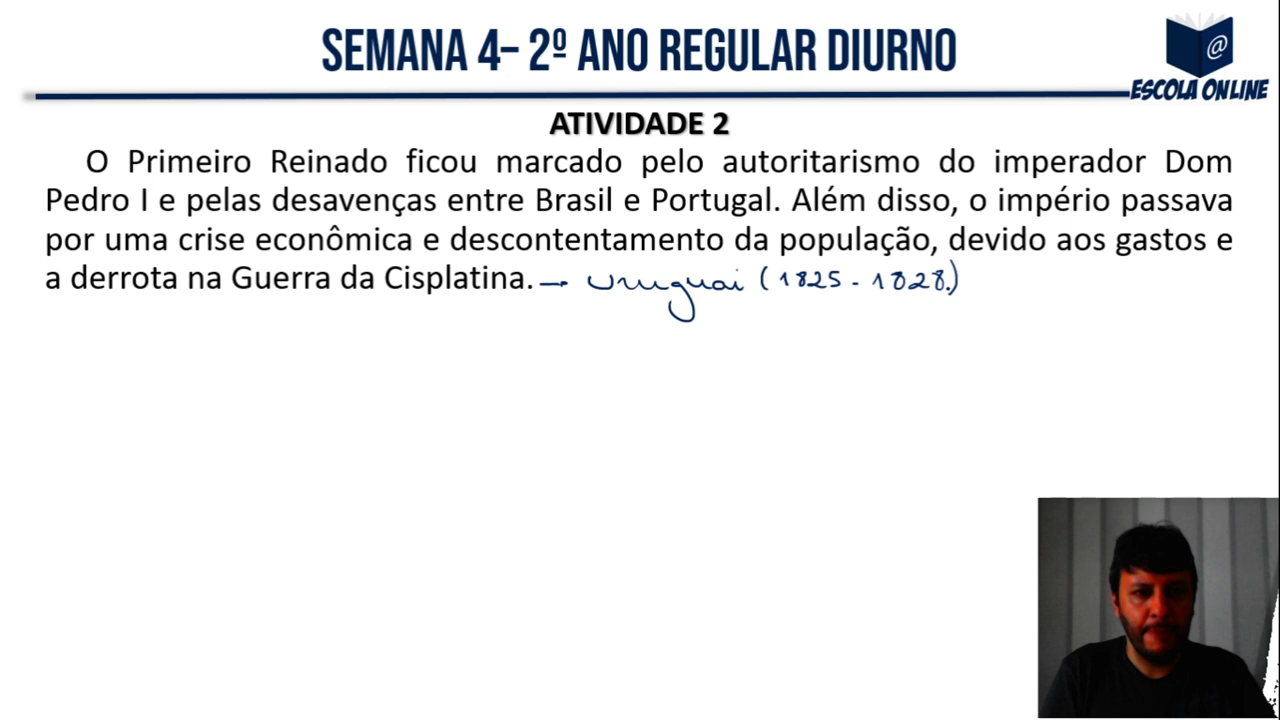 SEMANA 4– 2º ANO REGULAR DIURNO
@
ESCOLA ONLINE
ATIVIDADE 2
O Primeiro Reinado ficou marcado pelo autoritarismo do imperador Dom
Pedro I e pelas desavenças entre Brasil e Portugal. Além disso, o império passava
por uma crise econômica e descontentamento da população, devido aos gastos e
a derrota na Guerra da Cisplatina. → Uruguai (1825 - 1828.)